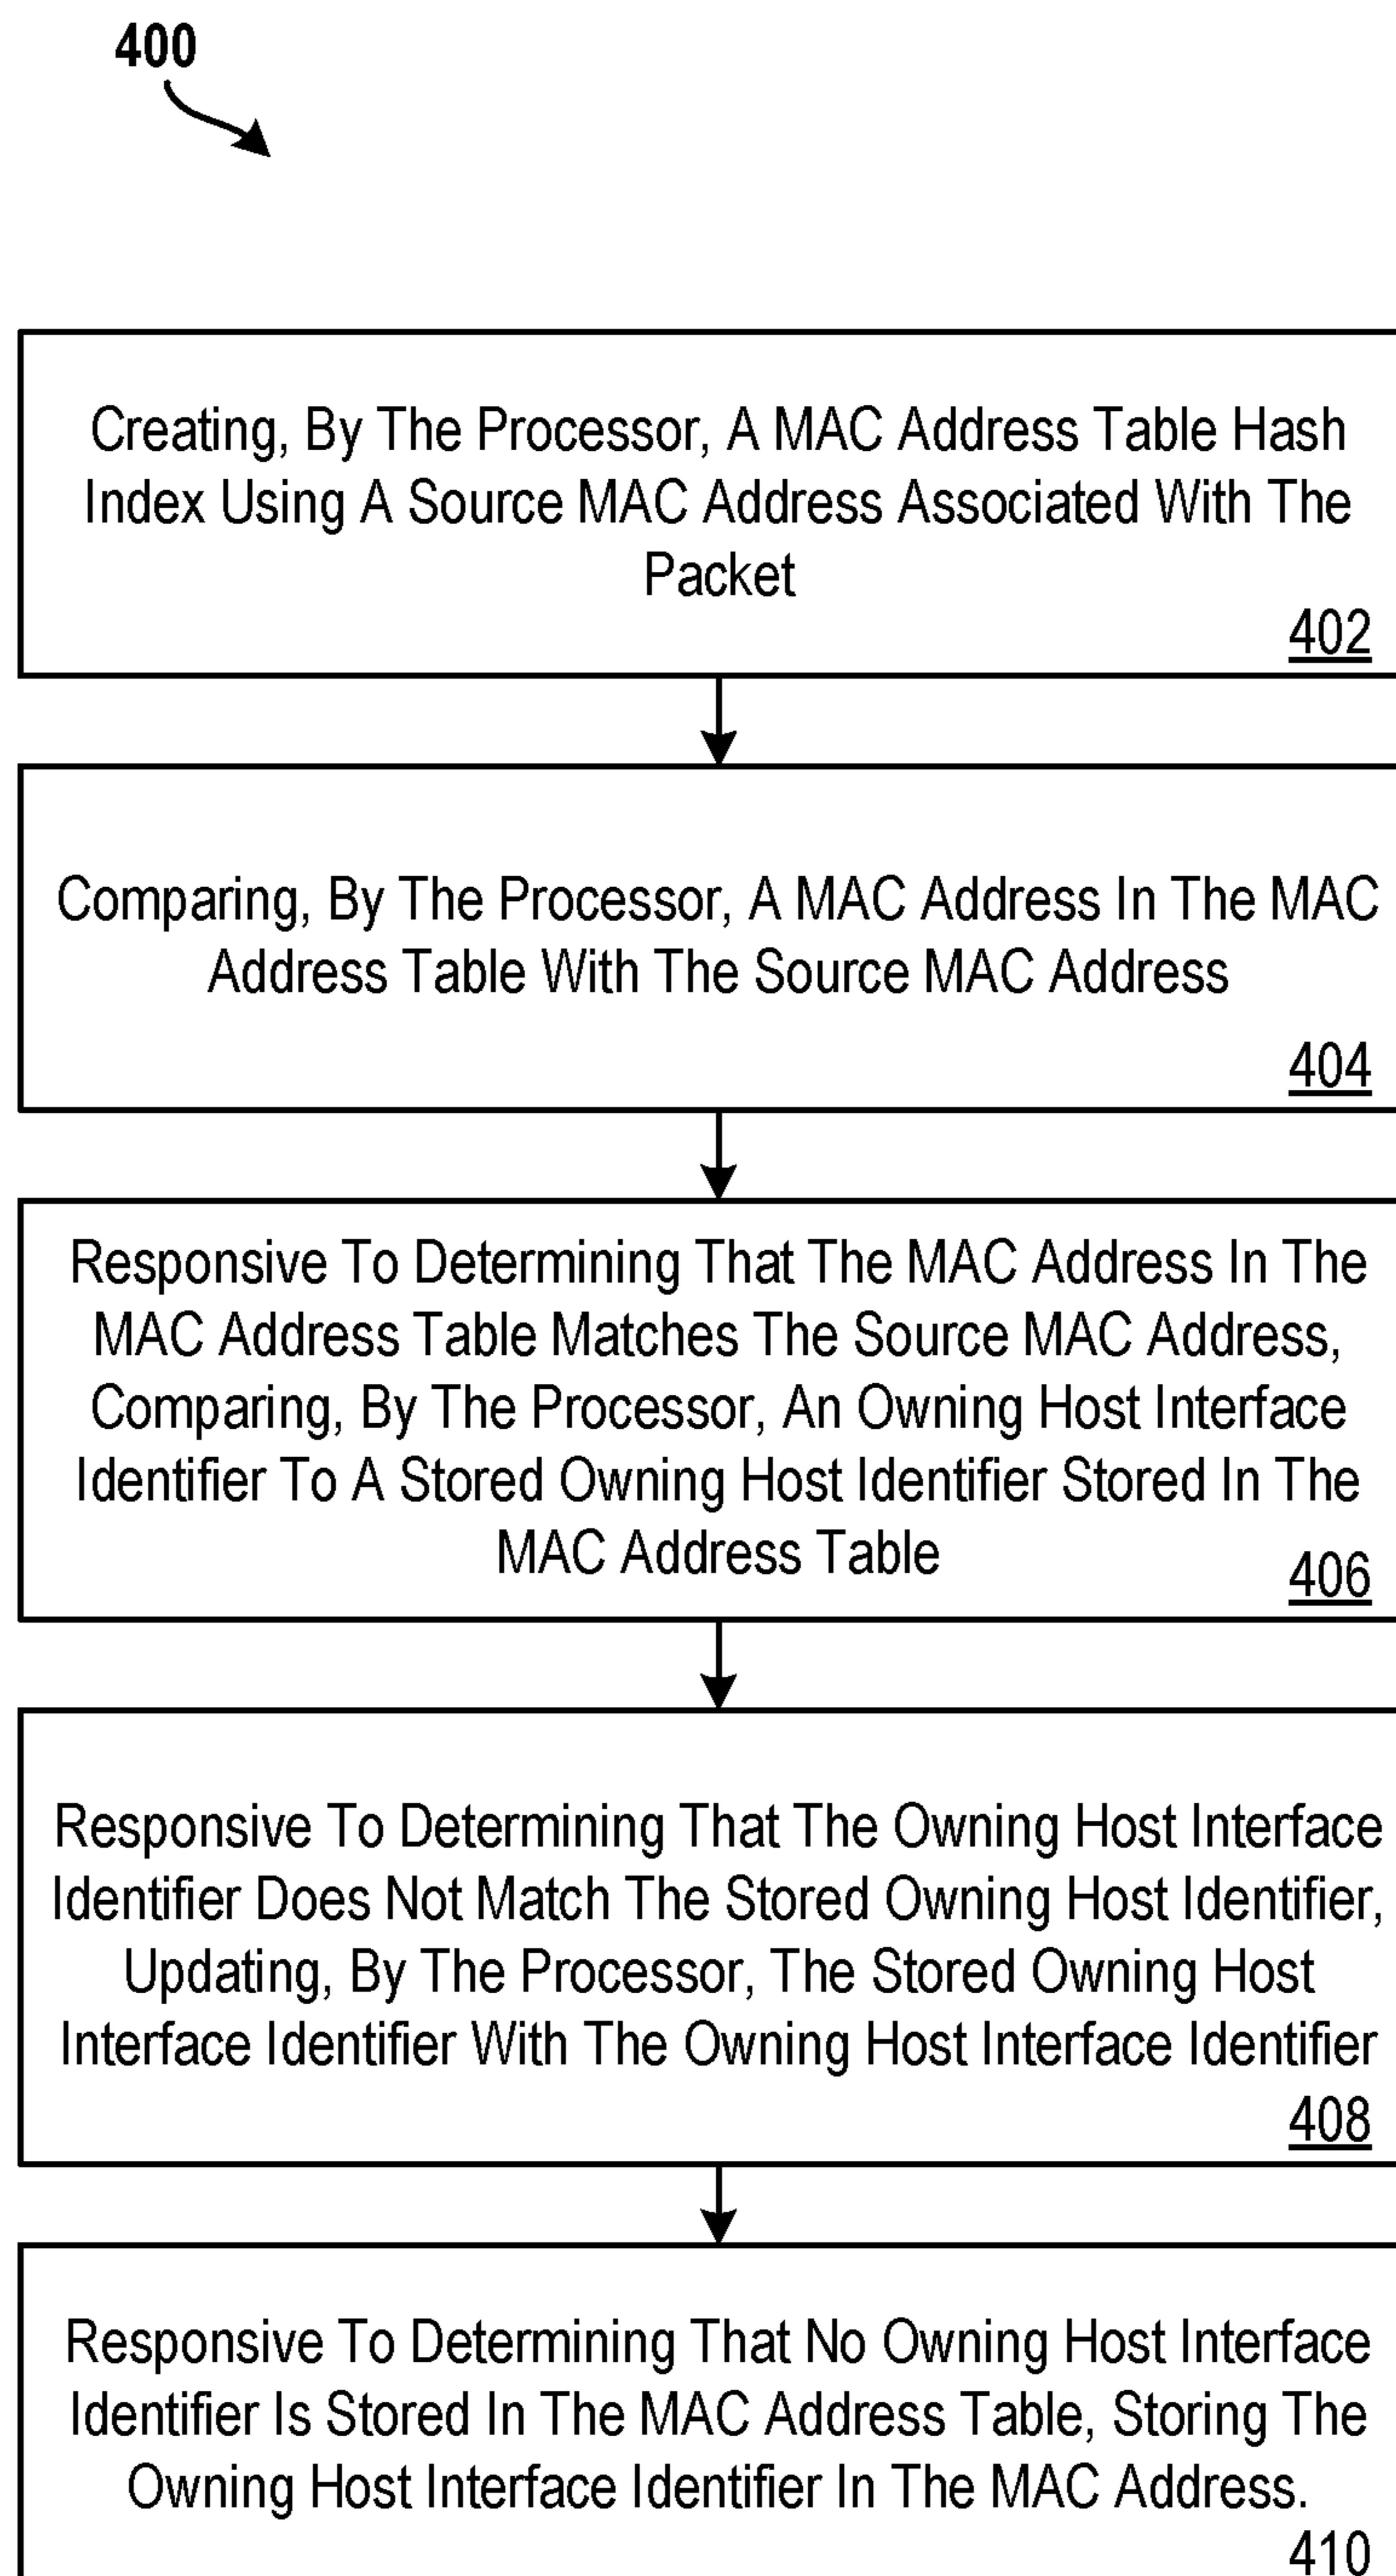 400
Creating, By The Processor, A MAC Address Table Hash
Index Using A Source MAC Address Associated With The
Packet
402
Comparing, By The Processor, A MAC Address In The MAC
Address Table With The Source MAC Address
404
Responsive To Determining That The MAC Address In The
MAC Address Table Matches The Source MAC Address,
Comparing, By The Processor, An Owning Host Interface
Identifier To A Stored Owning Host Identifier Stored In The
MAC Address Table
406
Responsive To Determining That The Owning Host Interface
Identifier Does Not Match The Stored Owning Host Identifier,
Updating, By The Processor, The Stored Owning Host
Interface Identifier With The Owning Host Interface Identifier
408
Responsive To Determining That No Owning Host Interface
Identifier Is Stored In The MAC Address Table, Storing The
Owning Host Interface Identifier In The MAC Address.
410